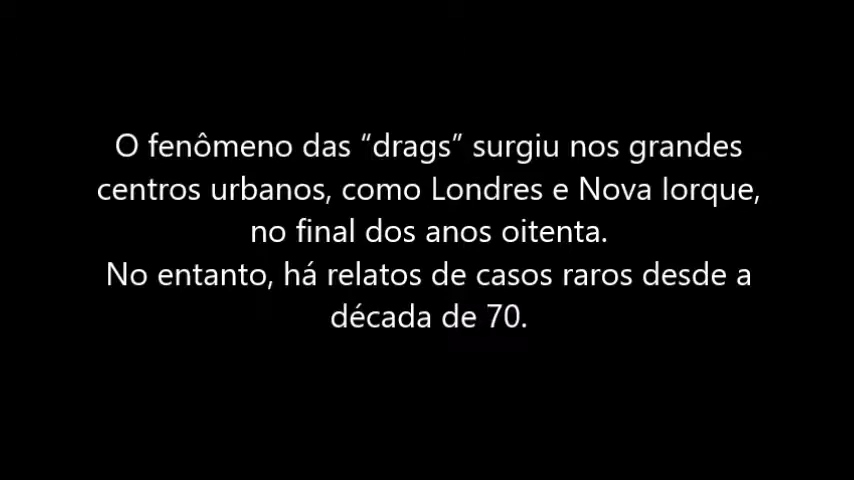 O fenômeno das “drags” surgiu nos grandes
centros urbanos, como Londres e Nova Iorque,
no final dos anos oitenta.
No entanto, há relatos de casos raros desde a
década de 70.